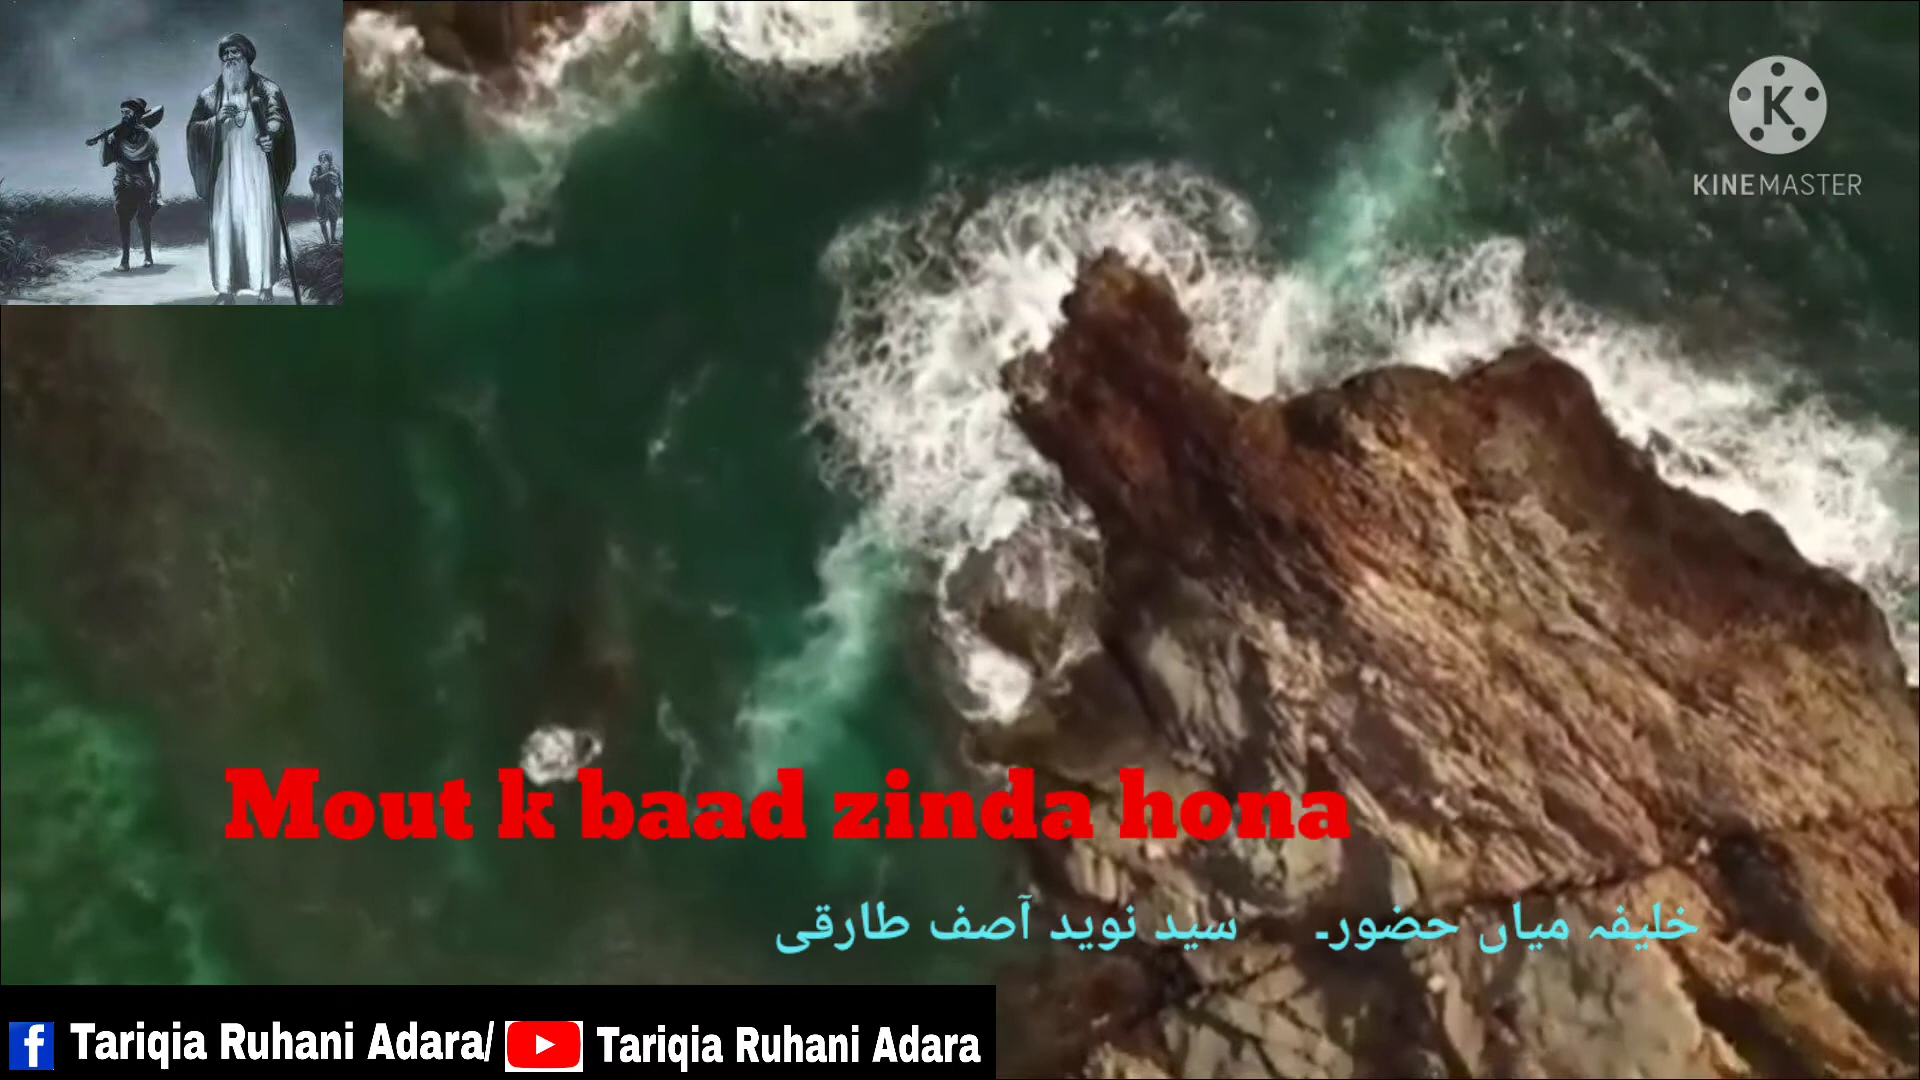 K
KINEMASTER
Mout k baad zinda hona
خلیفہ میاں حضور۔ سید نوید آصف طارقی
f Tariqia Ruhani Adara/ Tariqia Ruhani Adara